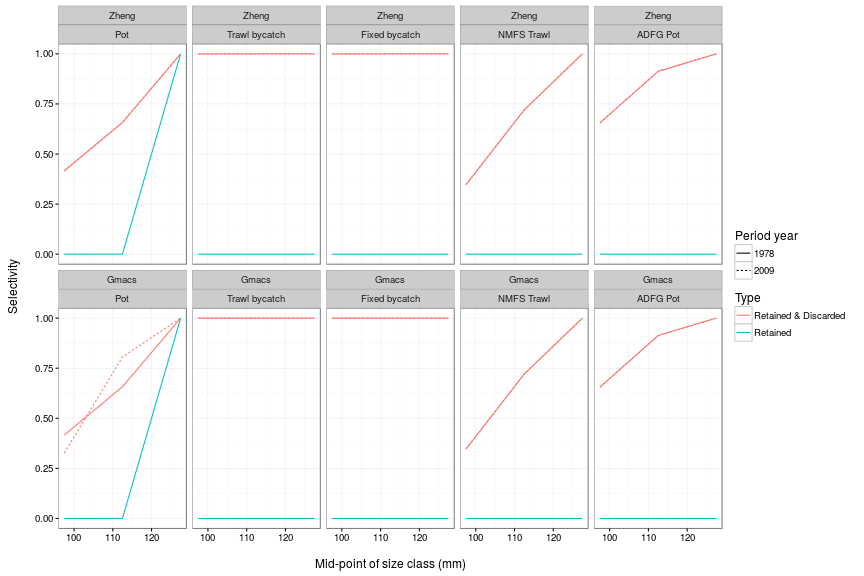 Zheng Zheng Zheng Zheng Zheng
Pot Trawl bycatch Fixed bycatch NMFS Trawl ADFG Pot
1.00
0.75
0.50
0.25
0.00
Gmacs Gmacs Gmacs Gmacs Gmacs
Pot Trawl bycatch Fixed bycatch NMFS Trawl ADFG Pot
1.00
0.75
0.50
0.25
0.00
100 110 120 100 110 120 100 110 120 100 110 120 100 110 120
Mid-point of size class (mm)
Selectivity
Period year
1978
2009
Type
Retained & Discarded
Retained